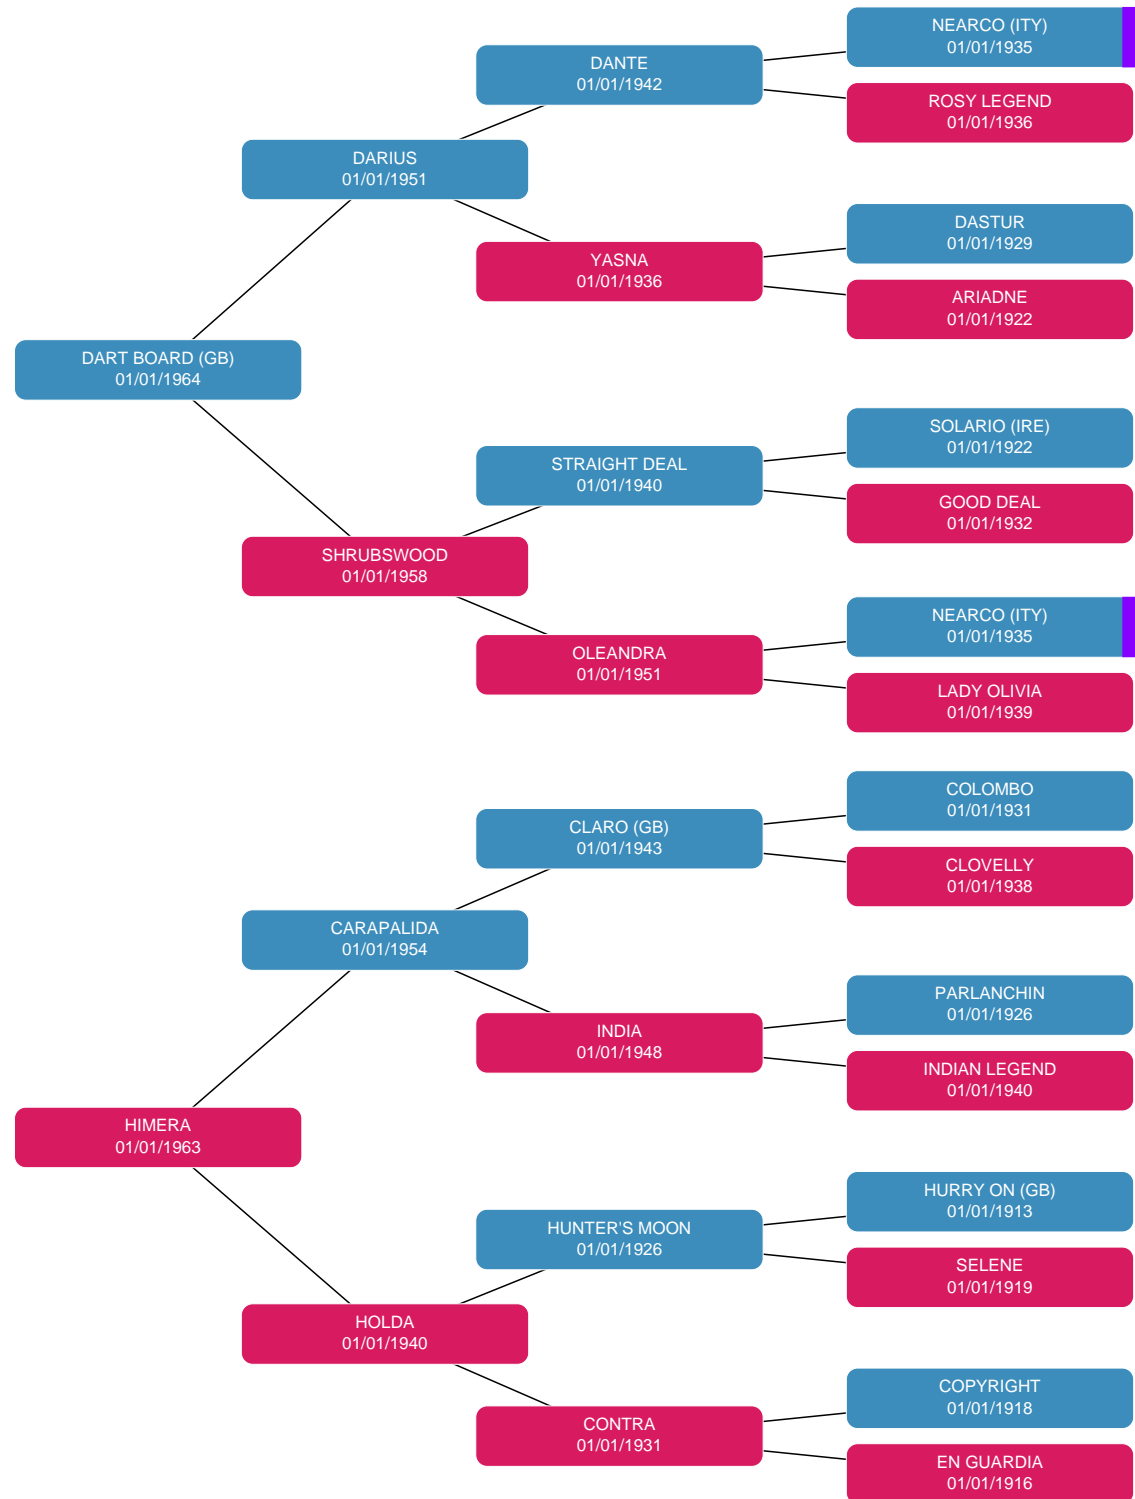 NEARCO (ITY)
01/01/1935
DANTE
01/01/1942
ROSY LEGEND
01/01/1936
DARIUS
01/01/1951
DASTUR
01/01/1929
YASNA
01/01/1936
ARIADNE
01/01/1922
DART BOARD (GB)
01/01/1964
SOLARIO (IRE)
01/01/1922
STRAIGHT DEAL
01/01/1940
GOOD DEAL
01/01/1932
SHRUBSWOOD
01/01/1958
NEARCO (ITY)
01/01/1935
OLEANDRA
01/01/1951
LADY OLIVIA
01/01/1939
COLOMBO
01/01/1931
CLARO (GB)
01/01/1943
CLOVELLY
01/01/1938
CARAPALIDA
01/01/1954
PARLANCHIN
01/01/1926
INDIA
01/01/1948
INDIAN LEGEND
01/01/1940
HIMERA
01/01/1963
HURRY ON (GB)
01/01/1913
HUNTER'S MOON
01/01/1926
SELENE
01/01/1919
HOLDA
01/01/1940
COPYRIGHT
01/01/1918
CONTRA
01/01/1931
EN GUARDIA
01/01/1916